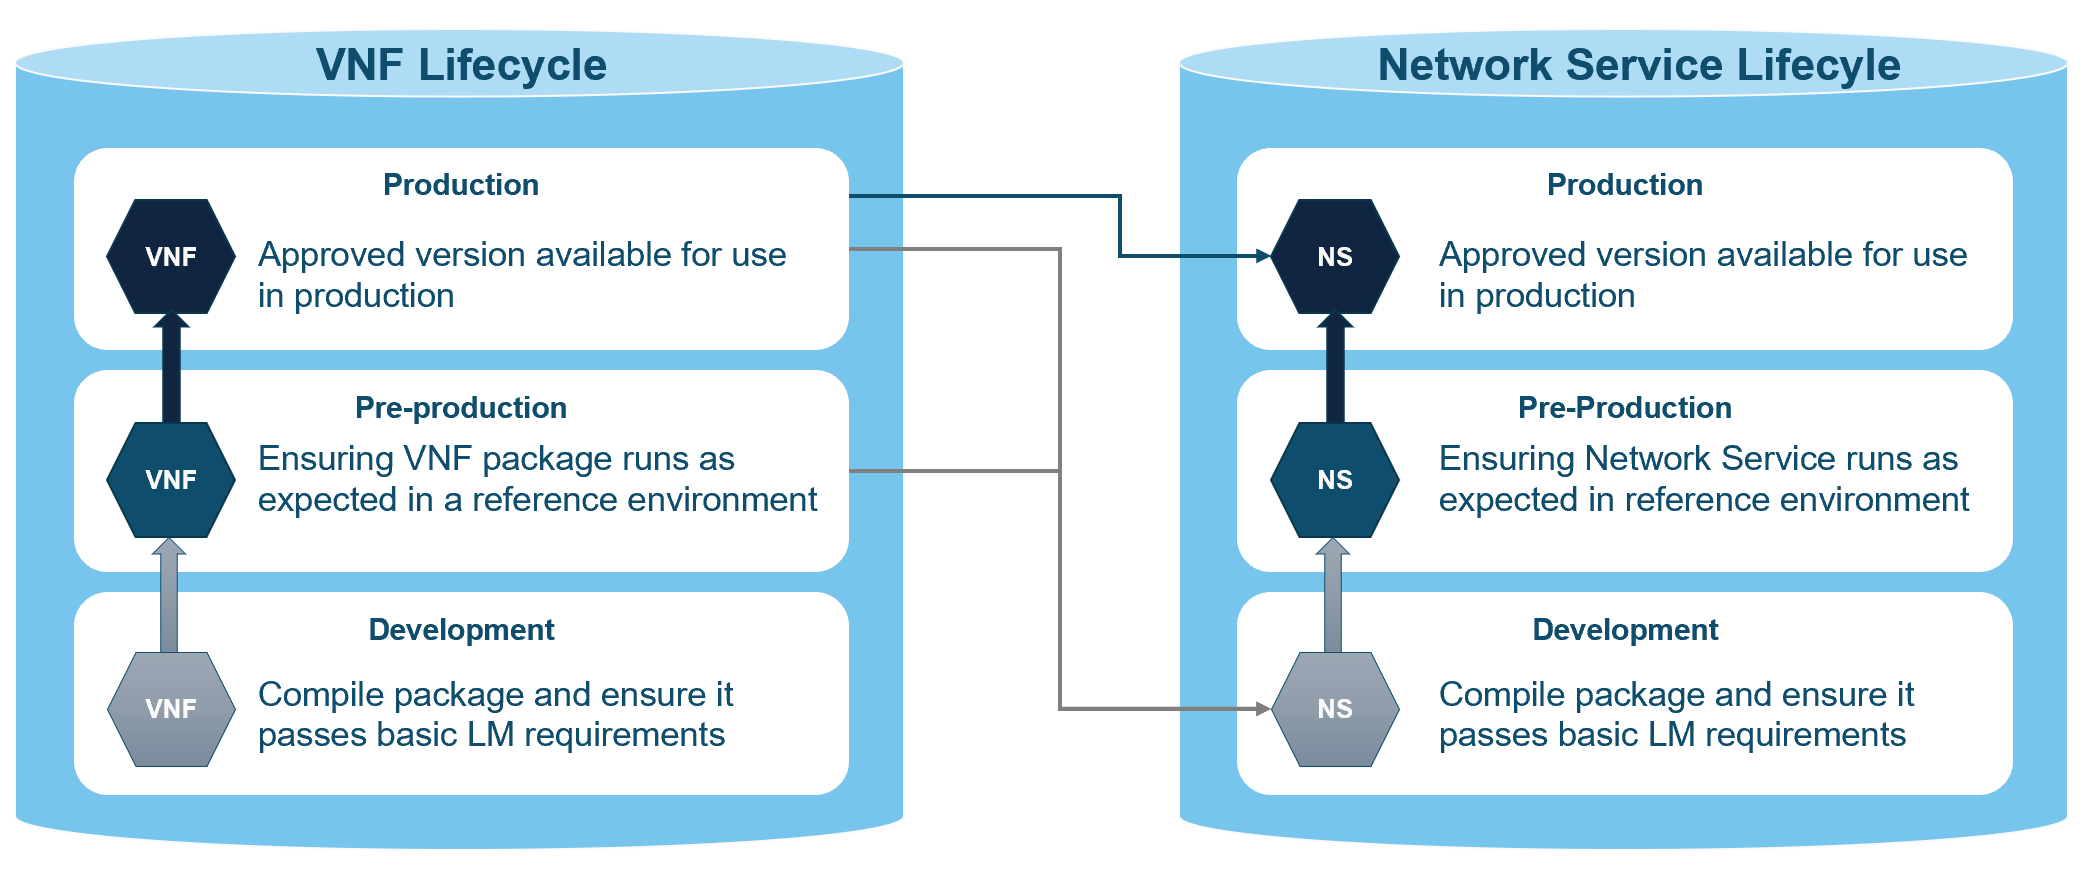 VNF Lifecycle
Production
VNF
Approved version available for use
in production
Pre-production
VNF
Ensuring VNF package runs as
expected in a reference environment
Development
VNF
Compile package and ensure it
passes basic LM requirements
Network Service Lifecyle
Production
NS
Approved version available for use
in production
Pre-Production
NS
Ensuring Network Service runs as
expected in reference environment
Development
NS
Compile package and ensure it
passes basic LM requirements